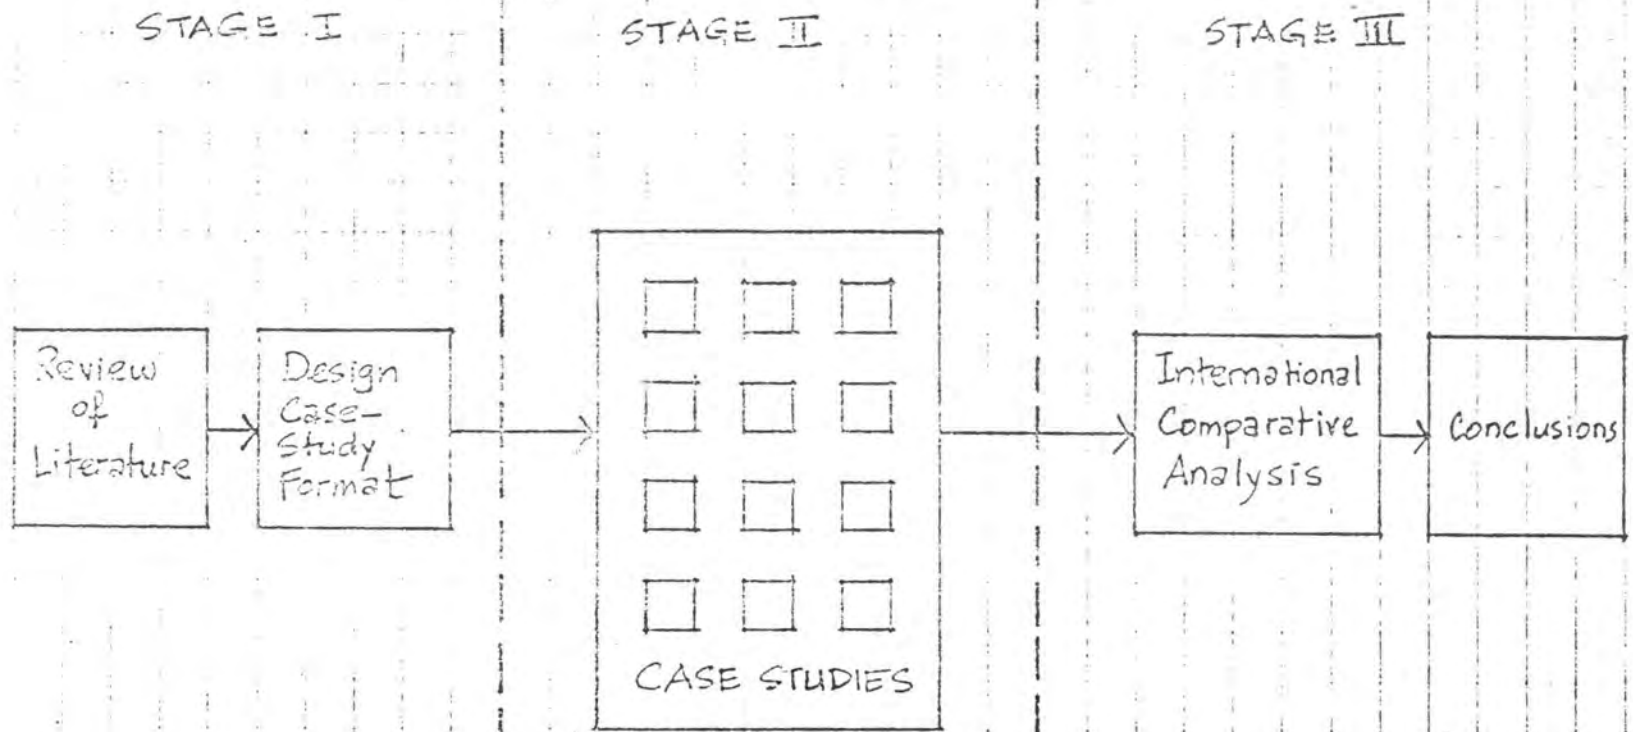 STAGE I
STAGE II
STAGE III
Review
of
Literature
Design
Case-
Study
Format
CASE STUDIES
International
Comparative
Analysis
Conclusions